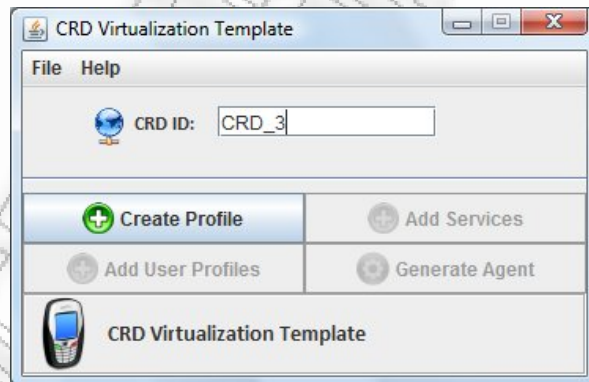 CRD Virtualization Template
File Help
CRD ID: CRD_3
Create Profile Add Services
Add User Profiles Generate Agent
CRD Virtualization Template